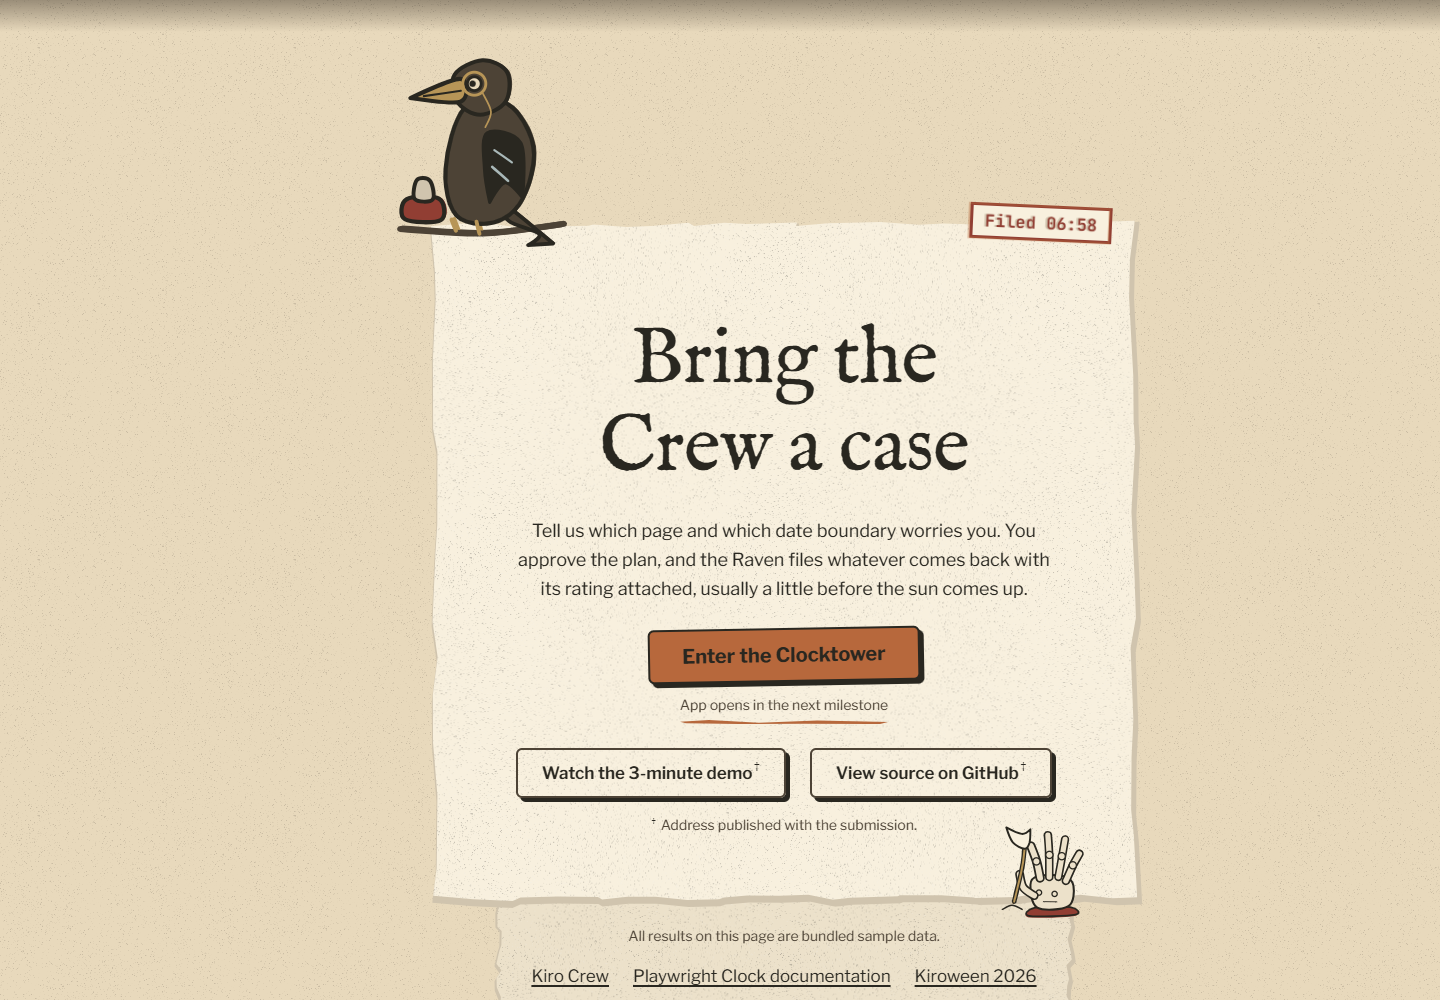 Filed 06:58
Bring the
Crew a case
Tell us which page and which date boundary worries you. You
approve the plan, and the Raven files whatever comes back with
its rating attached, usually a little before the sun comes up.
Enter the Clocktower
App opens in the next milestone
Watch the 3-minute demo†
View source on GitHub†
† Address published with the submission.
All results on this page are bundled sample data.
Kiro Crew Playwright Clock documentation Kiroween 2026